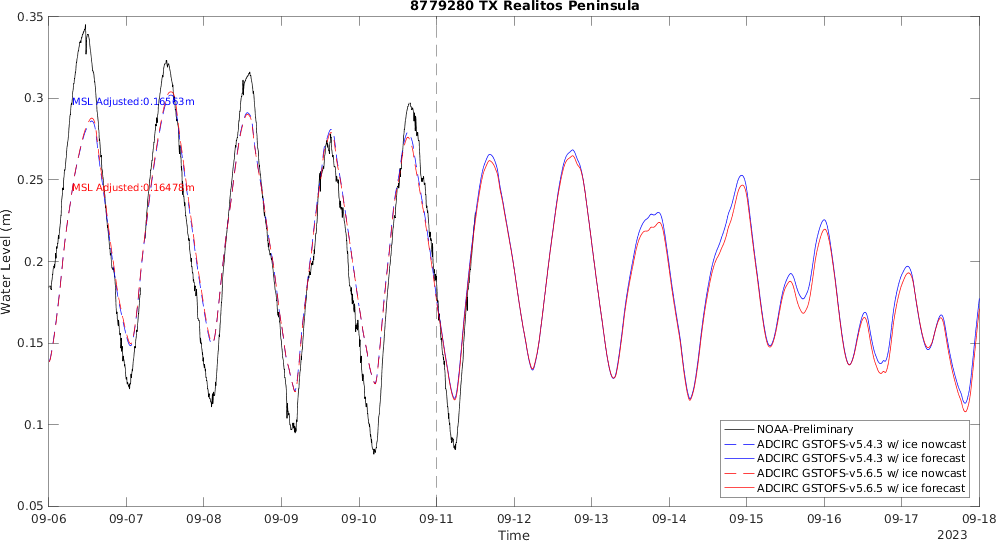 8779280 TX Realitos Peninsula
0.35
0.3
0.25
0.2
0.15
0.1
0.05
Water Level (m)
MSL Adjusted:0.16563m
MSL Adjusted:0.16478m
NOAA-Preliminary
ADCIRC GSTOFS-v5.4.3 w/ ice nowcast
ADCIRC GSTOFS-v5.4.3 w/ ice forecast
ADCIRC GSTOFS-v5.6.5 w/ ice nowcast
ADCIRC GSTOFS-v5.6.5 w/ ice forecast
09-06 09-07 09-08 09-09 09-10 09-11 09-12 09-13 09-14 09-15 09-16 09-17 09-18
Time
2023